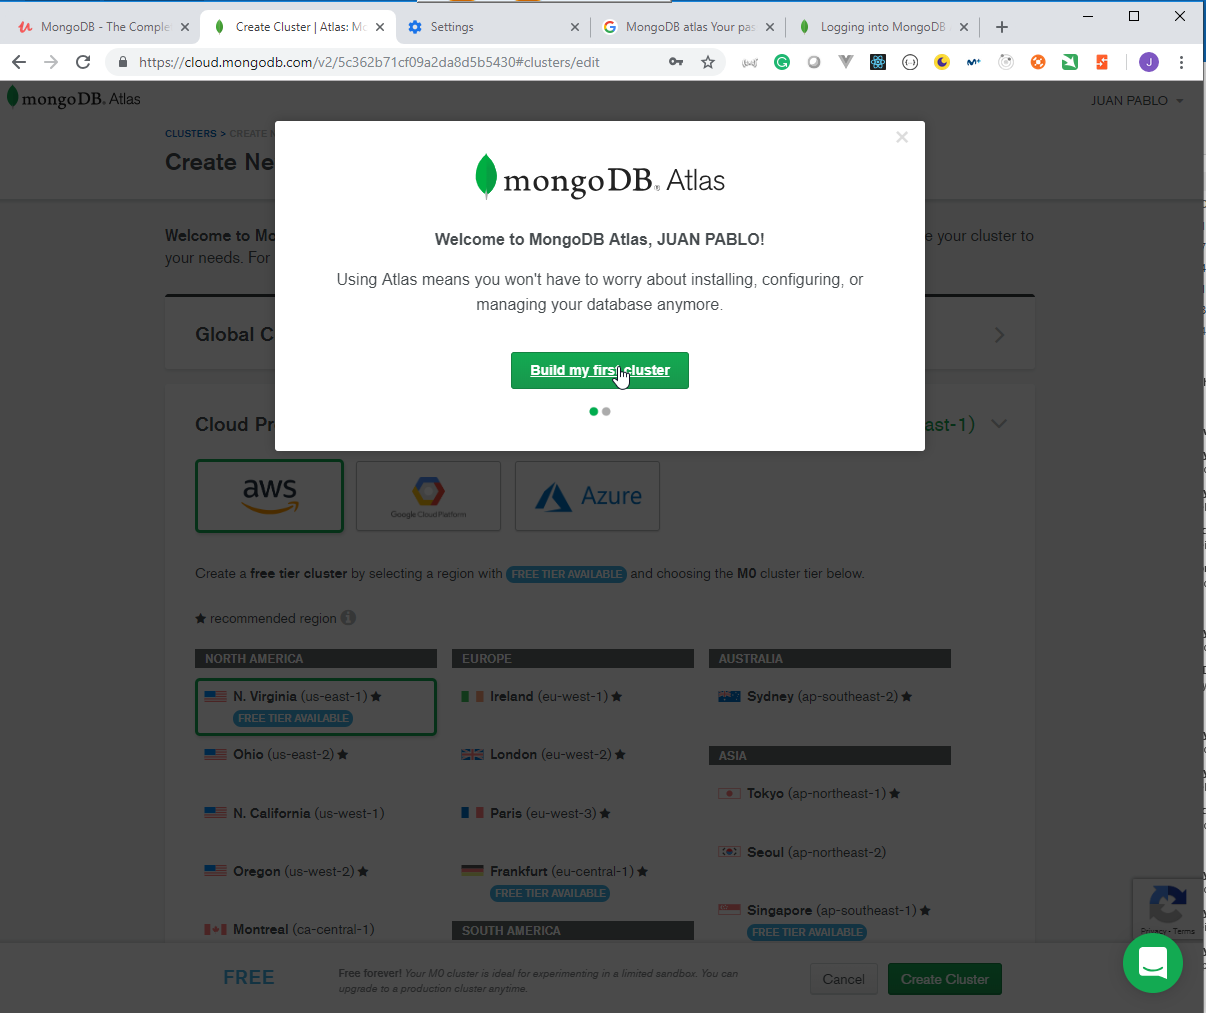 MongoDB - The Comple
Create Cluster | Atlas: Mo
Settings
MongoDB atlas Your pas
Logging into MongoDB
https://cloud.mongodb.com/v2/5c362b71cf09a2da8d5b5430#clusters/edit
J
mongoDB. Atlas
JUAN PABLO
CLUSTERS > CREATE N
Create Ne
Welcome to Mo
e your cluster to
your needs. For
mongoDB® Atlas
Welcome to MongoDB Atlas, JUAN PABLO!
Using Atlas means you won't have to worry about installing, configuring, or
managing your database anymore.
Build my first cluster
Global C
Cloud Pr
ast-1)
aws
Google Cloud Platform
Azure
Create a free tier cluster by selecting a region with FREE TIER AVAILABLE and choosing the M0 cluster tier below.
★ recommended region
NORTH AMERICA
N. Virginia (us-east-1) ★
FREE TIER AVAILABLE
Ohio (us-east-2) ★
N. California (us-west-1)
Oregon (us-west-2) ★
Montreal (ca-central-1)
EUROPE
Ireland (eu-west-1) ★
London (eu-west-2) ★
Paris (eu-west-3) ★
Frankfurt (eu-central-1) ★
FREE TIER AVAILABLE
SOUTH AMERICA
AUSTRALIA
Sydney (ap-southeast-2) ★
ASIA
Tokyo (ap-northeast-1) ★
Seoul (ap-northeast-2)
Singapore (ap-southeast-1) ★
FREE TIER AVAILABLE
Privacy - Terms
FREE
Free forever! Your M0 cluster is ideal for experimenting in a limited sandbox. You can
upgrade to a production cluster anytime.
Cancel
Create Cluster